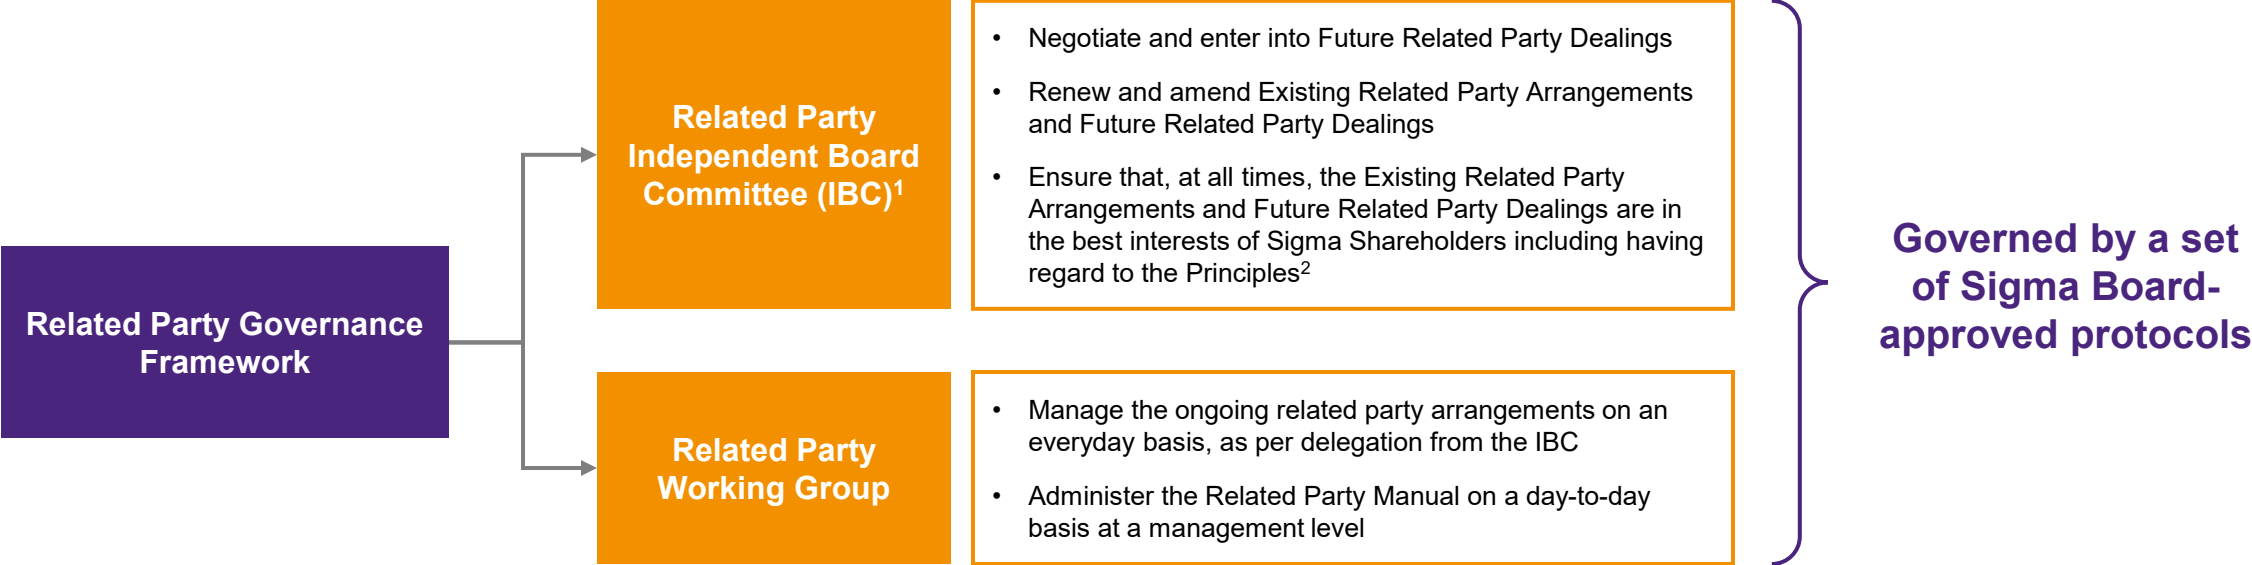 Related Party Governance
Framework
Related Party
Independent Board
Committee (IBC)1
• Negotiate and enter into Future Related Party Dealings
• Renew and amend Existing Related Party Arrangements
and Future Related Party Dealings
• Ensure that, at all times, the Existing Related Party
Arrangements and Future Related Party Dealings are in
the best interests of Sigma Shareholders including having
regard to the Principles2
Related Party
Working Group
• Manage the ongoing related party arrangements on an
everyday basis, as per delegation from the IBC
• Administer the Related Party Manual on a day-to-day
basis at a management level
Governed by a set
of Sigma Board-
approved protocols